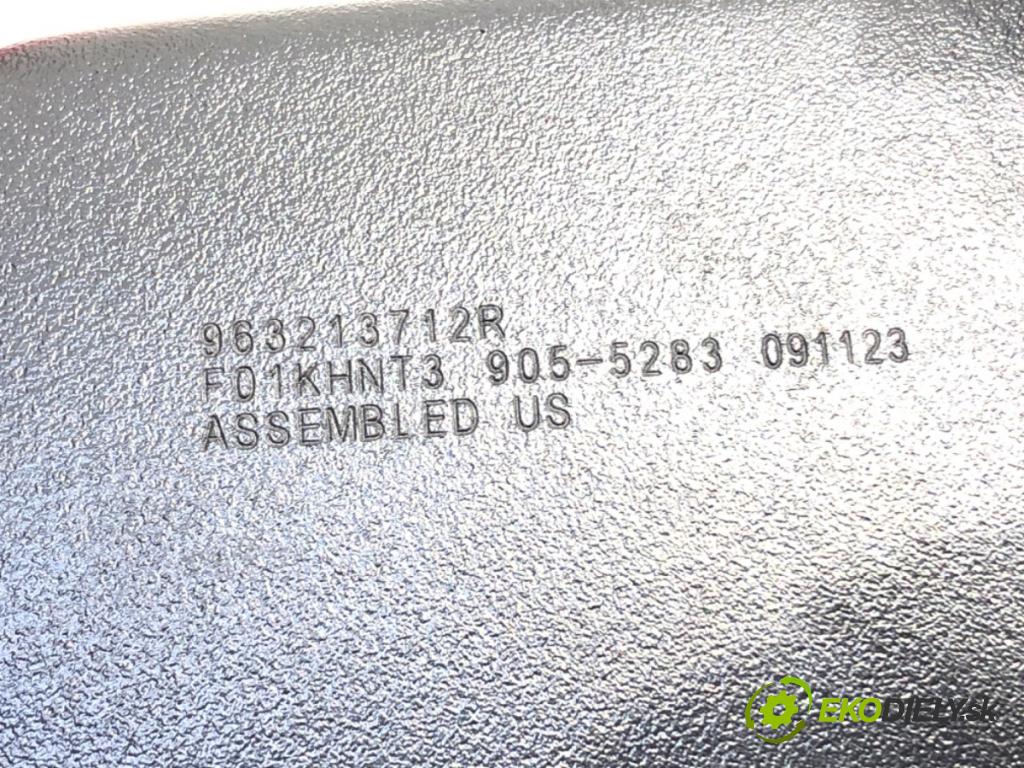 963213712R
F01KHNT3 905-5283 091123
ASSEMBLED US
EKODIELY.sk